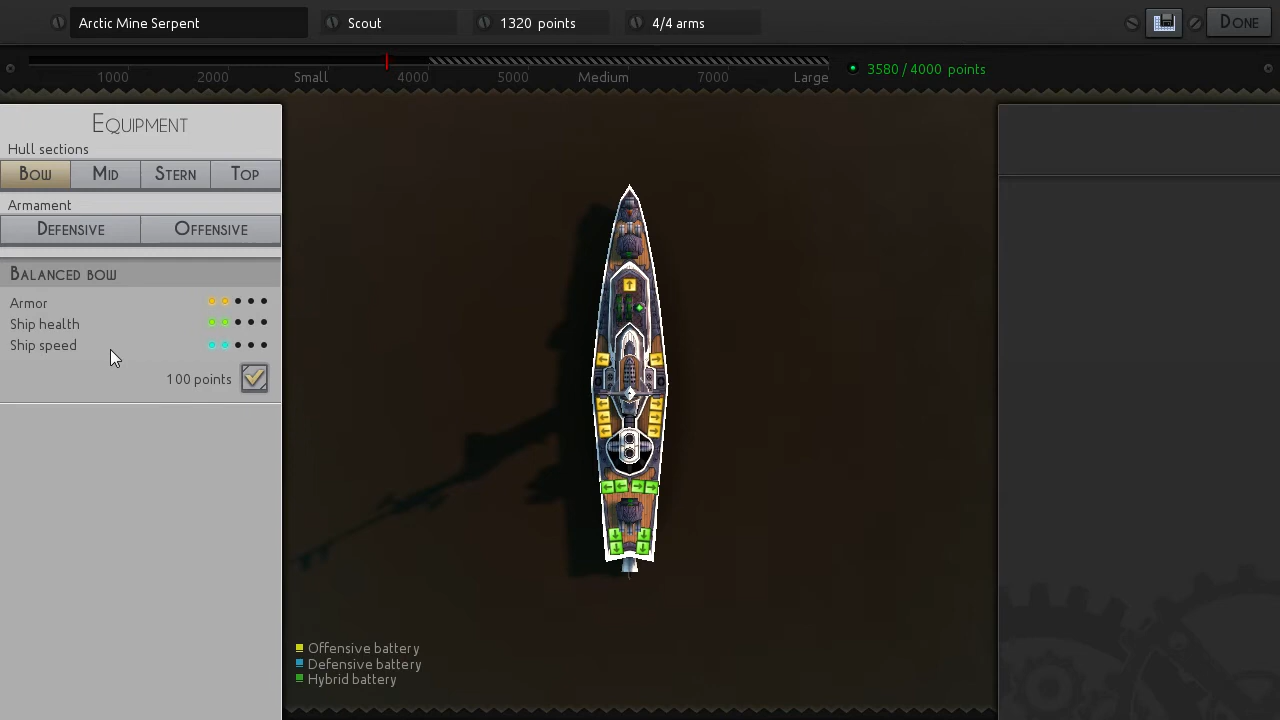 Arctic Mine Serpent
Scout
1320 points
4/4 arms
DONE
1000 2000 Small 4000 5000 Medium 7000 Large
3580 / 4000 points
EQUIPMENT
Hull sections
BOW MID STERN TOP
Armament
DEFENSIVE OFFENSIVE
BALANCED BOW
Armor
Ship health
Ship speed
100 points
Offensive battery
Defensive battery
Hybrid battery